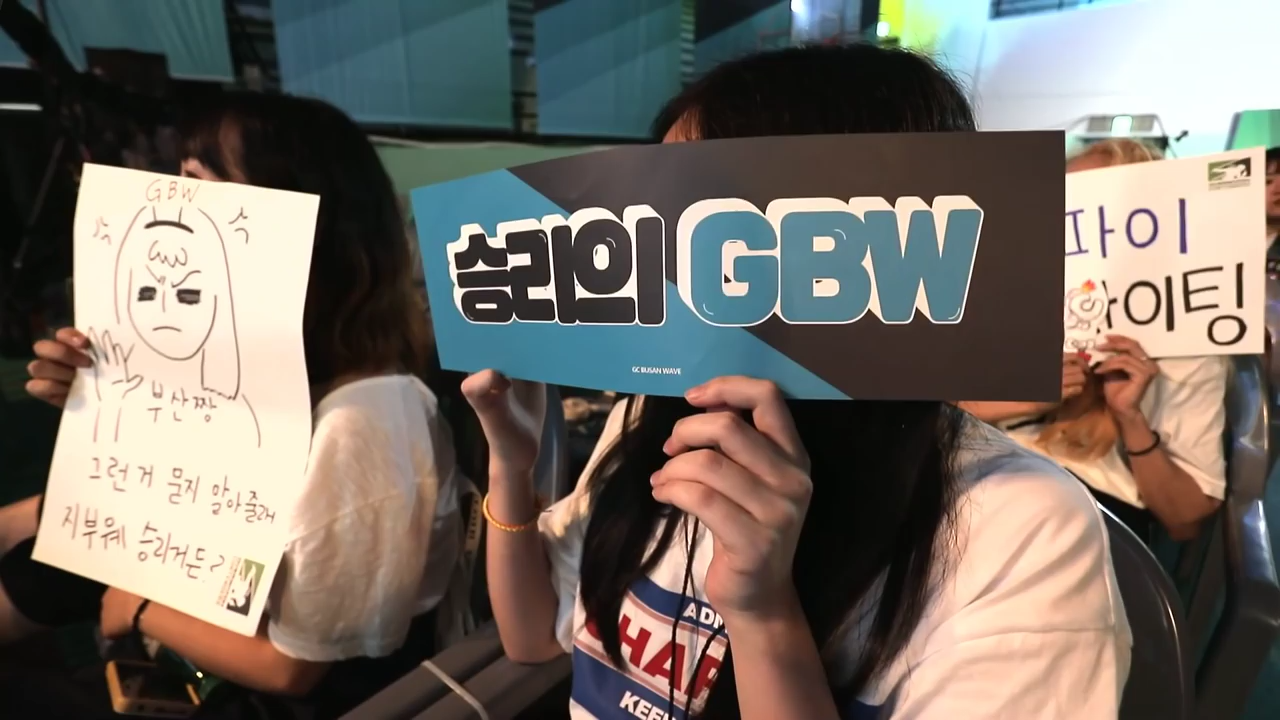 GBW
부산짱
그런거 묻지 말아줄래
지부웨 승리거든?
승리의 GBW
GC BUSAN WAVE
파이
이팅
KEEP